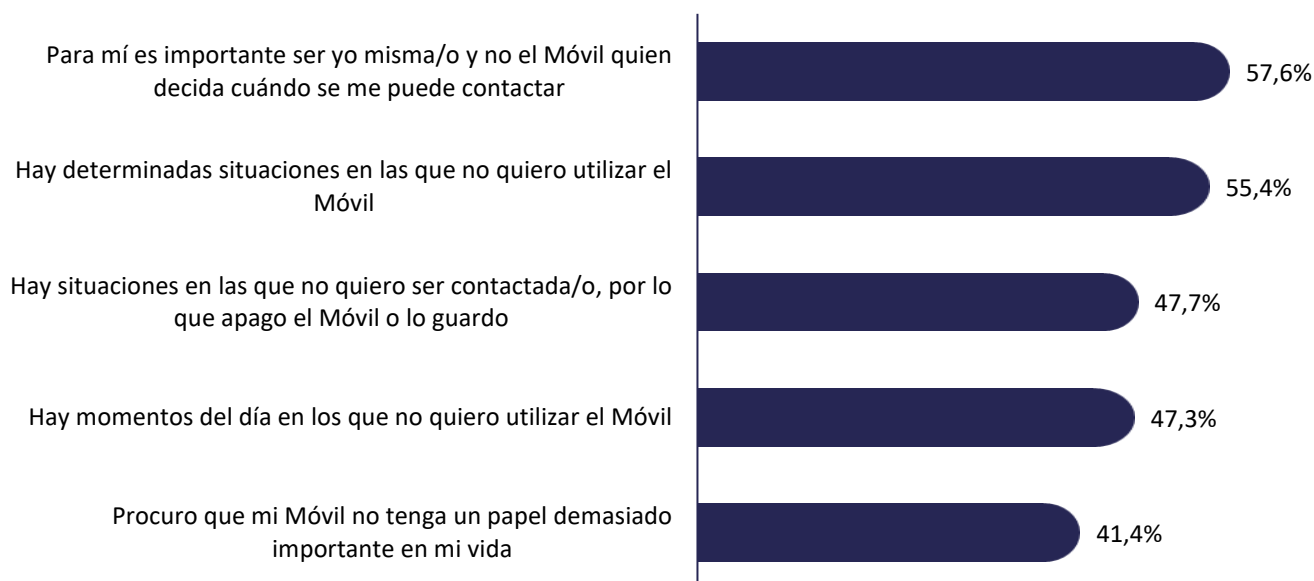 Para mí es importante ser yo misma/o y no el Móvil quien
decida cuándo se me puede contactar
57,6%
Hay determinadas situaciones en las que no quiero utilizar el
Móvil
55,4%
Hay situaciones en las que no quiero ser contactada/o, por lo
que apago el Móvil o lo guardo
47,7%
Hay momentos del día en los que no quiero utilizar el Móvil
47,3%
Procuro que mi Móvil no tenga un papel demasiado
importante en mi vida
41,4%